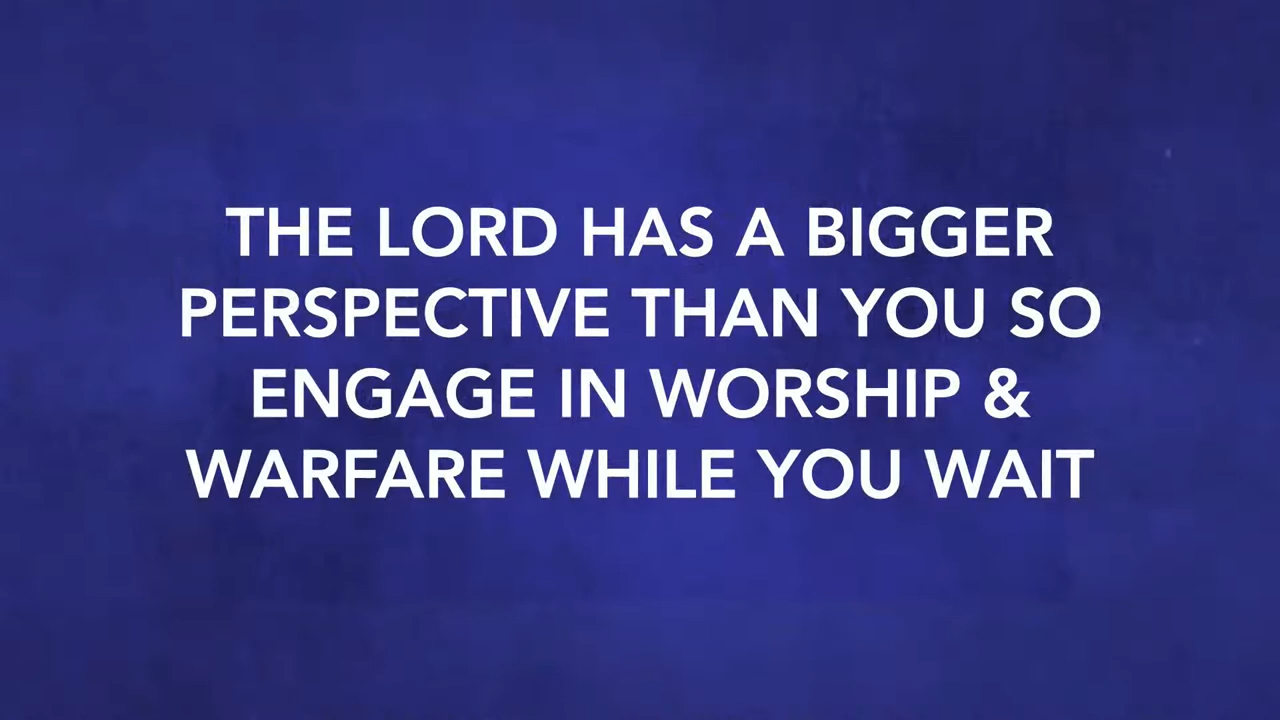 THE LORD HAS A BIGGER
PERSPECTIVE THAN YOU SO
ENGAGE IN WORSHIP &
WARFARE WHILE YOU WAIT